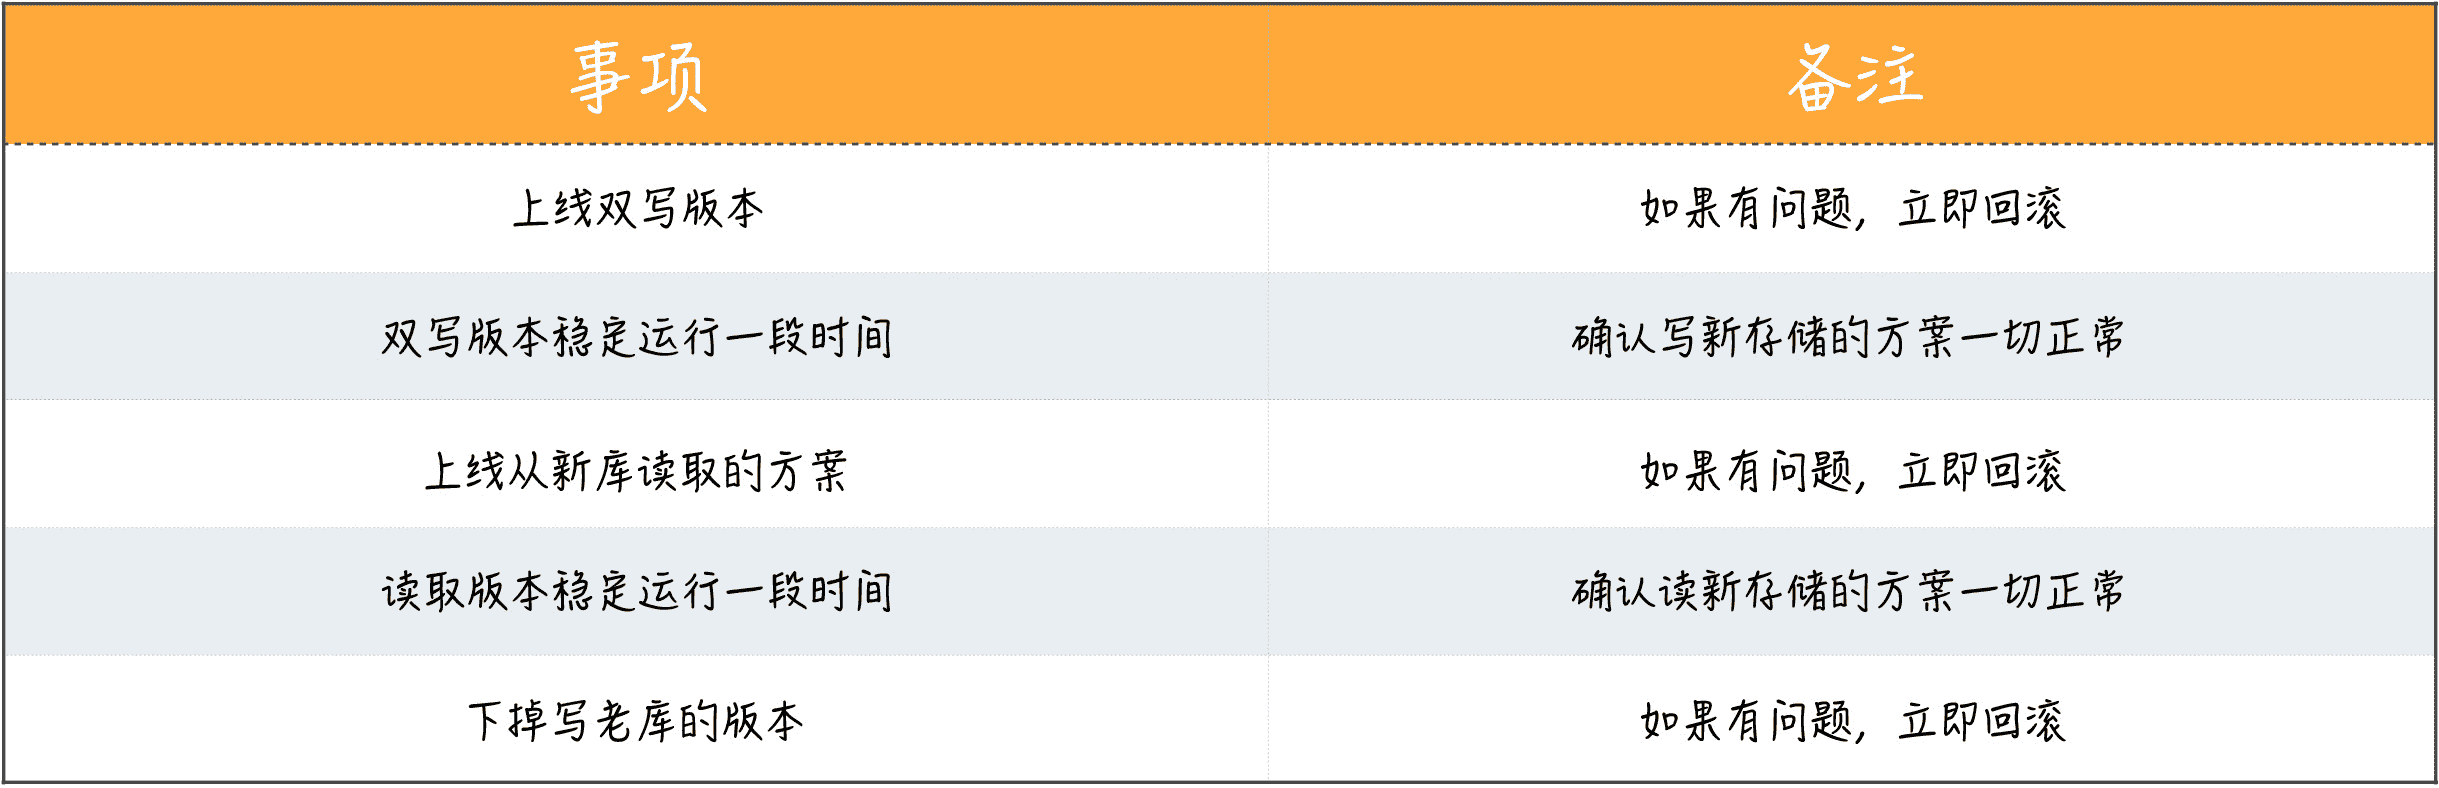 事项 备注
上线双写版本 如果有问题，立即回滚
双写版本稳定运行一段时间 确认写新存储的方案一切正常
上线从新库读取的方案 如果有问题，立即回滚
读取版本稳定运行一段时间 确认读新存储的方案一切正常
下掉写老库的版本 如果有问题，立即回滚